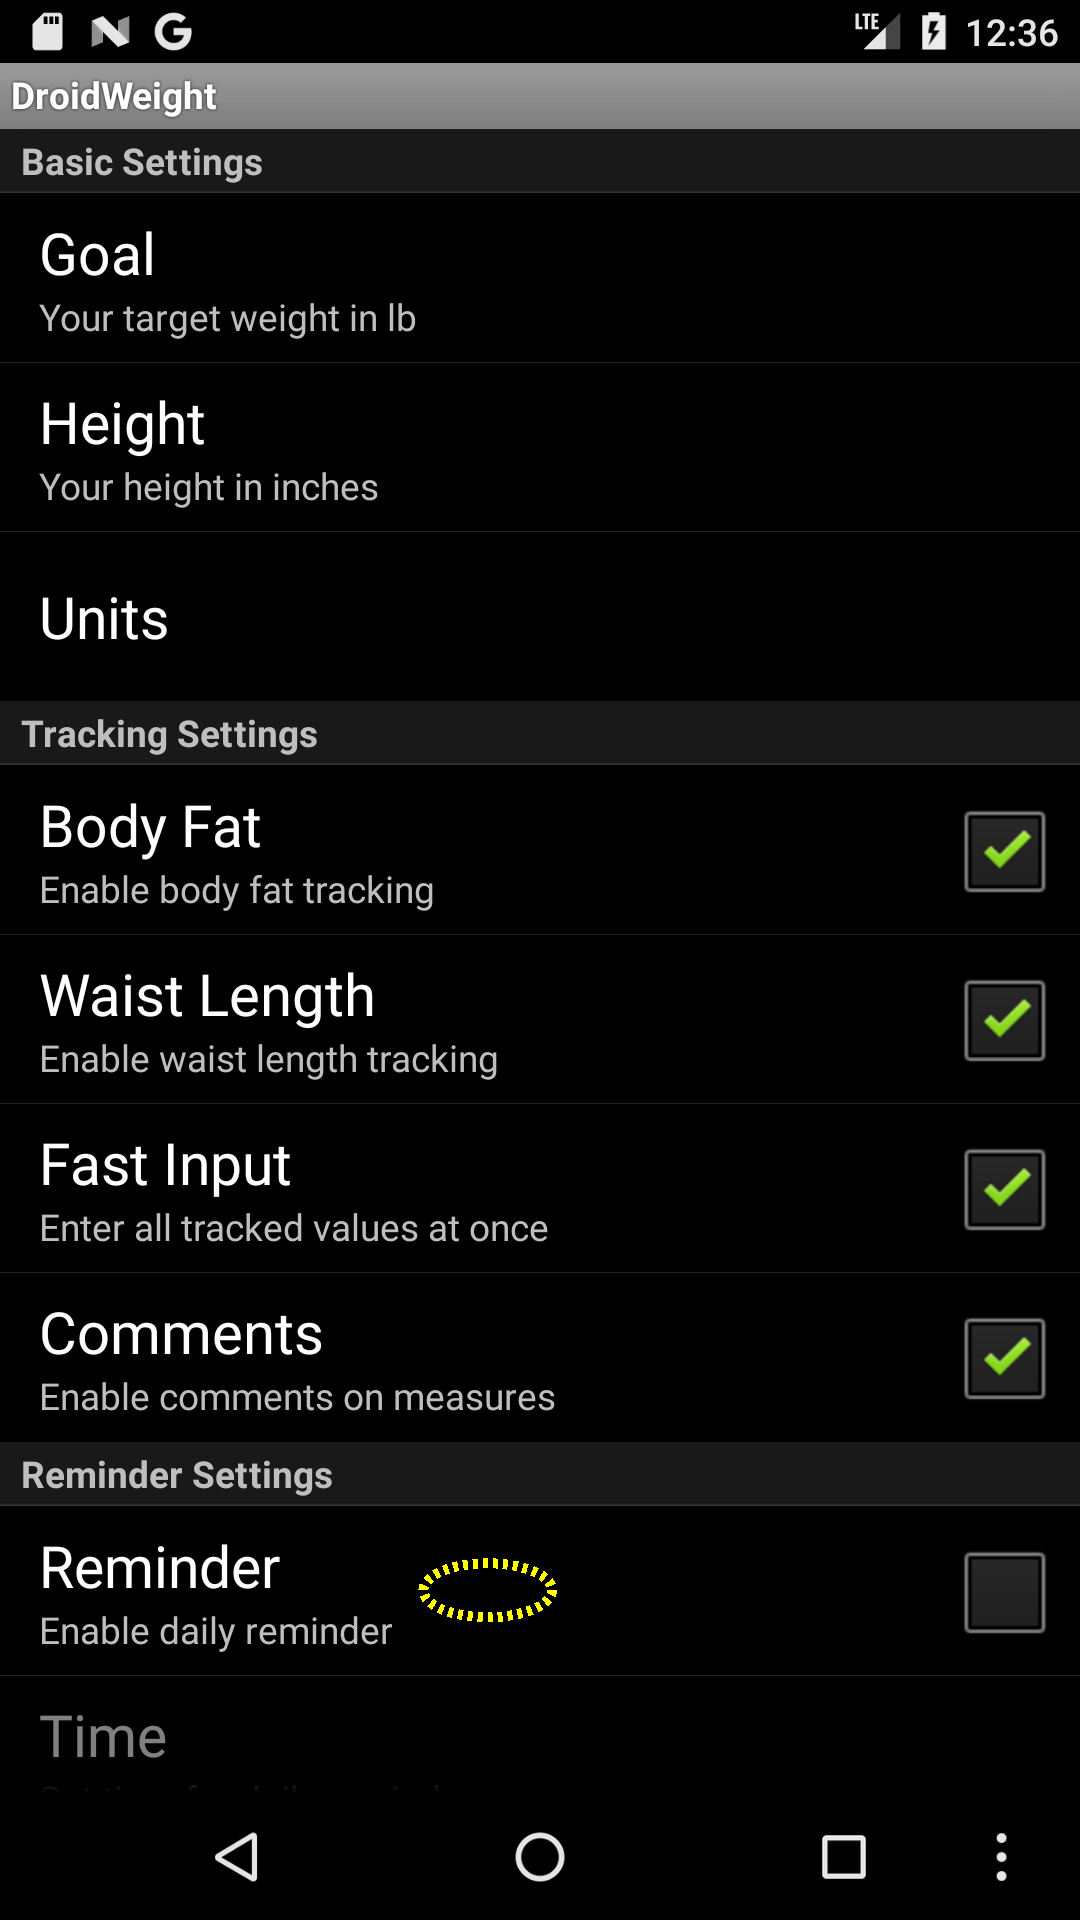 LTE 12:36
DroidWeight
Basic Settings
Goal
Your target weight in lb
Height
Your height in inches
Units
Tracking Settings
Body Fat
Enable body fat tracking
Waist Length
Enable waist length tracking
Fast Input
Enter all tracked values at once
Comments
Enable comments on measures
Reminder Settings
Reminder
Enable daily reminder
Time